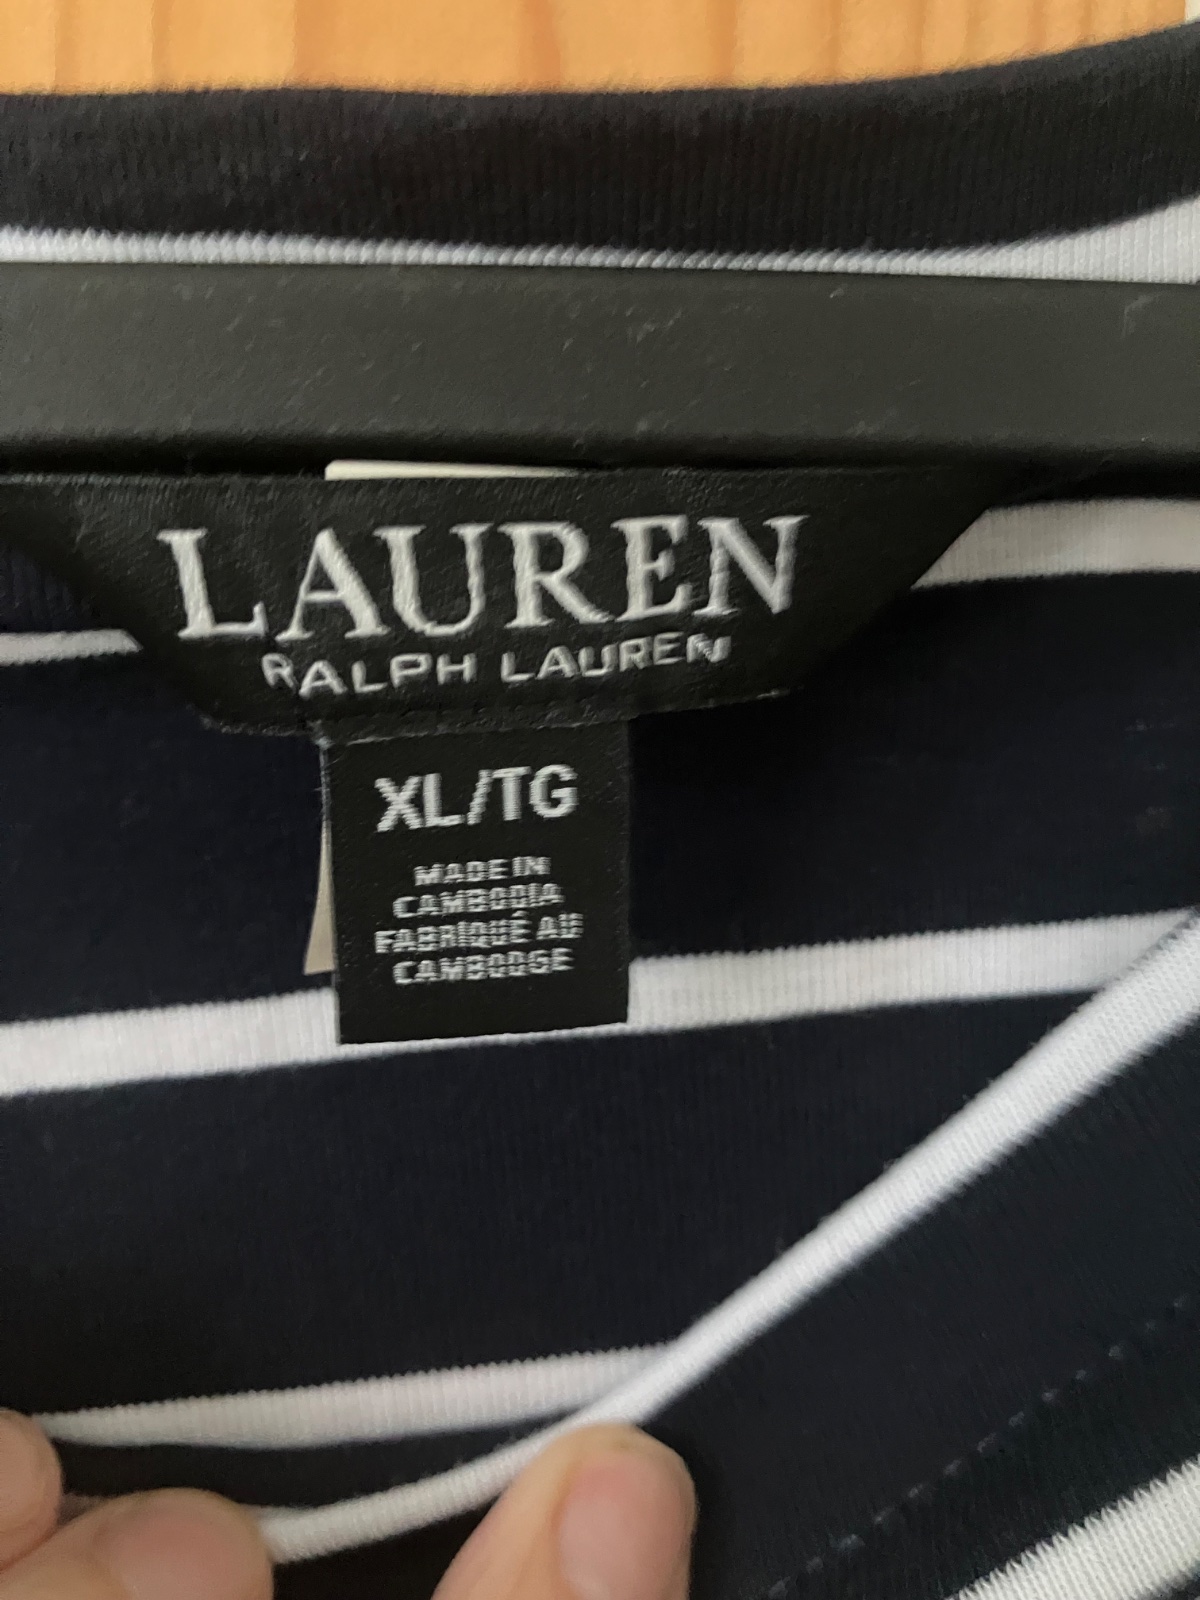 LAUREN
RALPH LAUREN
XL/TG
MADE IN
CAMBODIA
FABRIQUÉ AU
CAMBODGE